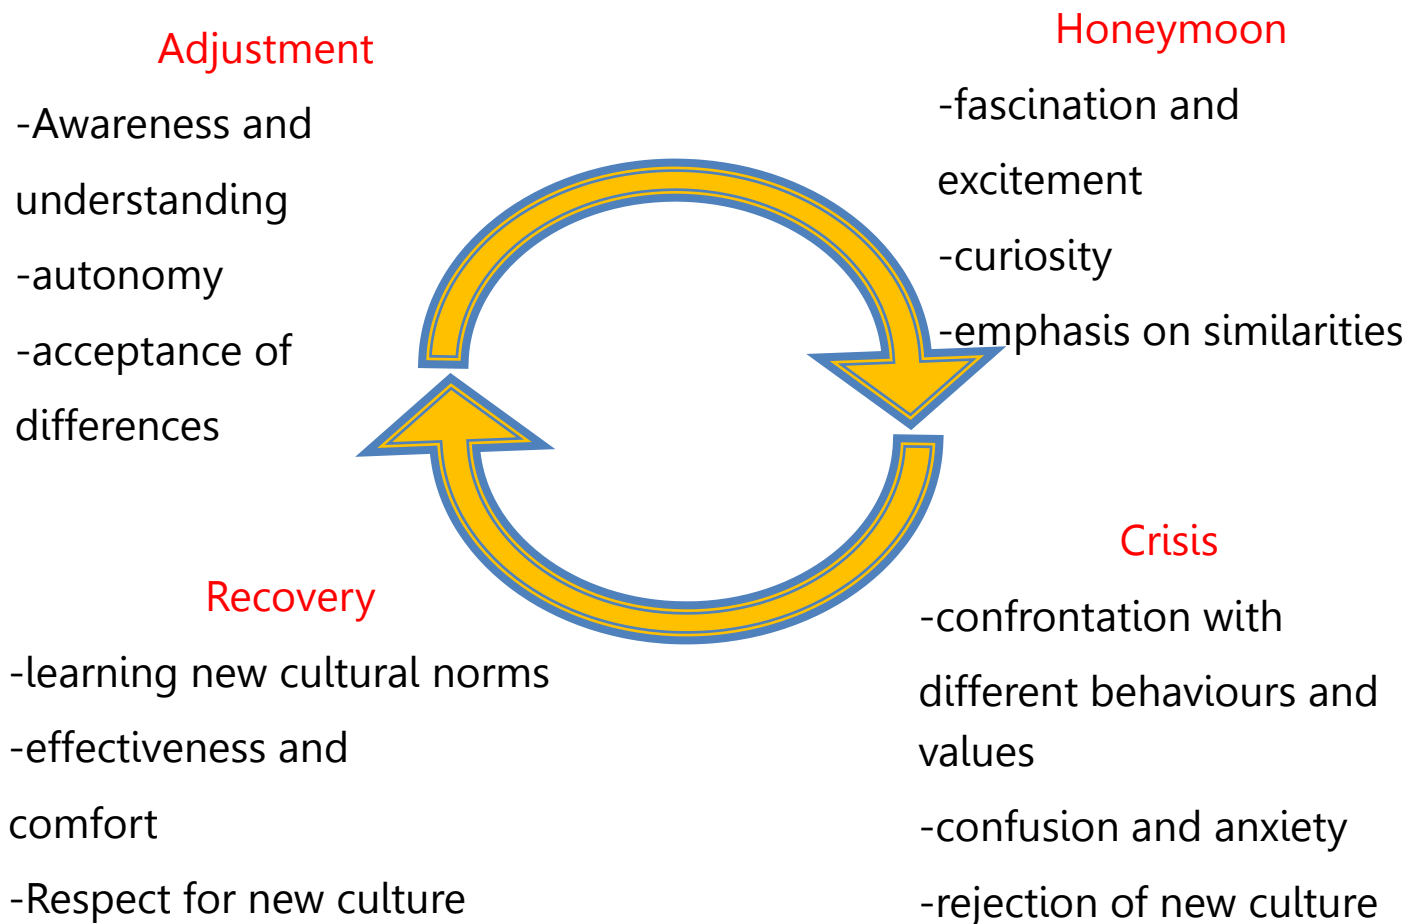 Adjustment
-Awareness and
understanding
-autonomy
-acceptance of
differences
Honeymoon
-fascination and
excitement
-curiosity
-emphasis on similarities
Recovery
-learning new cultural norms
-effectiveness and
comfort
-Respect for new culture
Crisis
-confrontation with
different behaviours and
values
-confusion and anxiety
-rejection of new culture